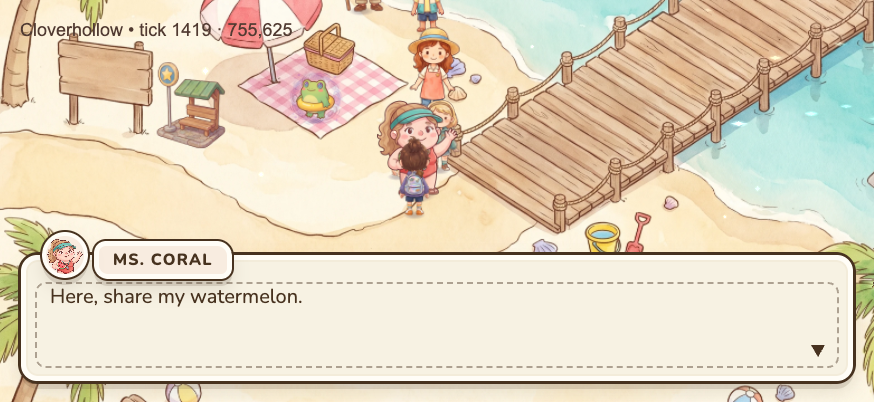 Cloverhollow • tick 1419 · 755,625
MS. CORAL
Here, share my watermelon.